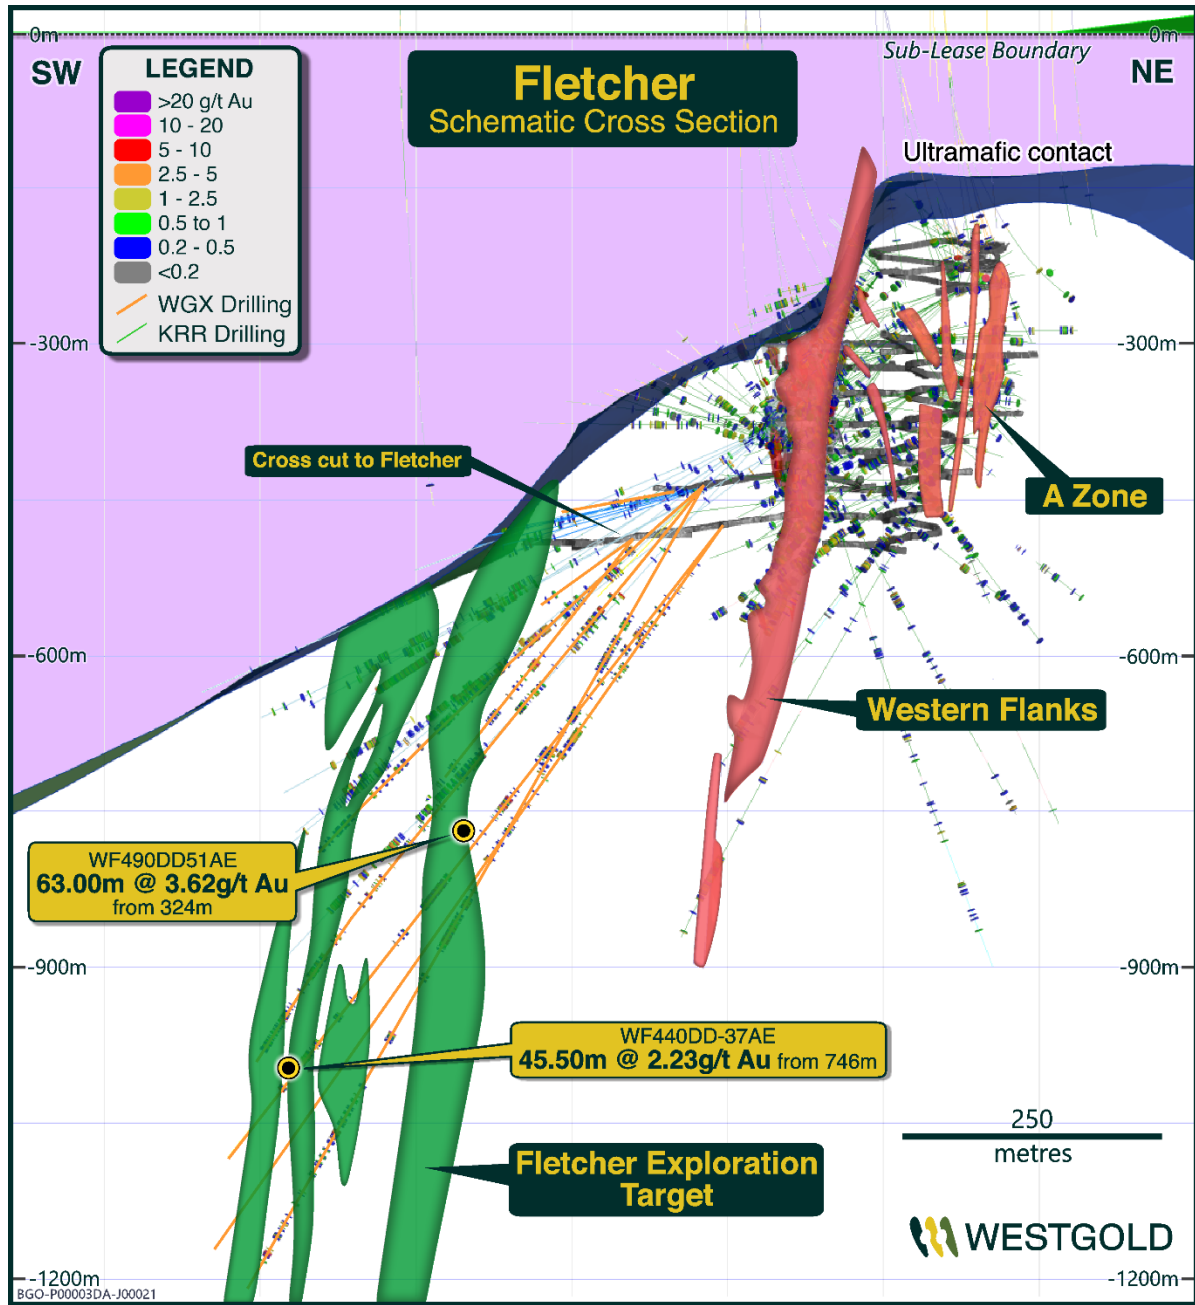 0m
0m
Sub-Lease Boundary
SW
NE
LEGEND
>20 g/t Au
10 - 20
5 - 10
2.5 - 5
1 - 2.5
0.5 to 1
0.2 - 0.5
<0.2
WGX Drilling
KRR Drilling
Fletcher
Schematic Cross Section
Ultramafic contact
-300m
-300m
Cross cut to Fletcher
A Zone
-600m
-600m
Western Flanks
WF490DD51AE
63.00m @ 3.62g/t Au
from 324m
-900m
-900m
WF440DD-37AE
45.50m @ 2.23g/t Au from 746m
250
metres
Fletcher Exploration
Target
WESTGOLD
-1200m
-1200m
BGO-P00003DA-J00021